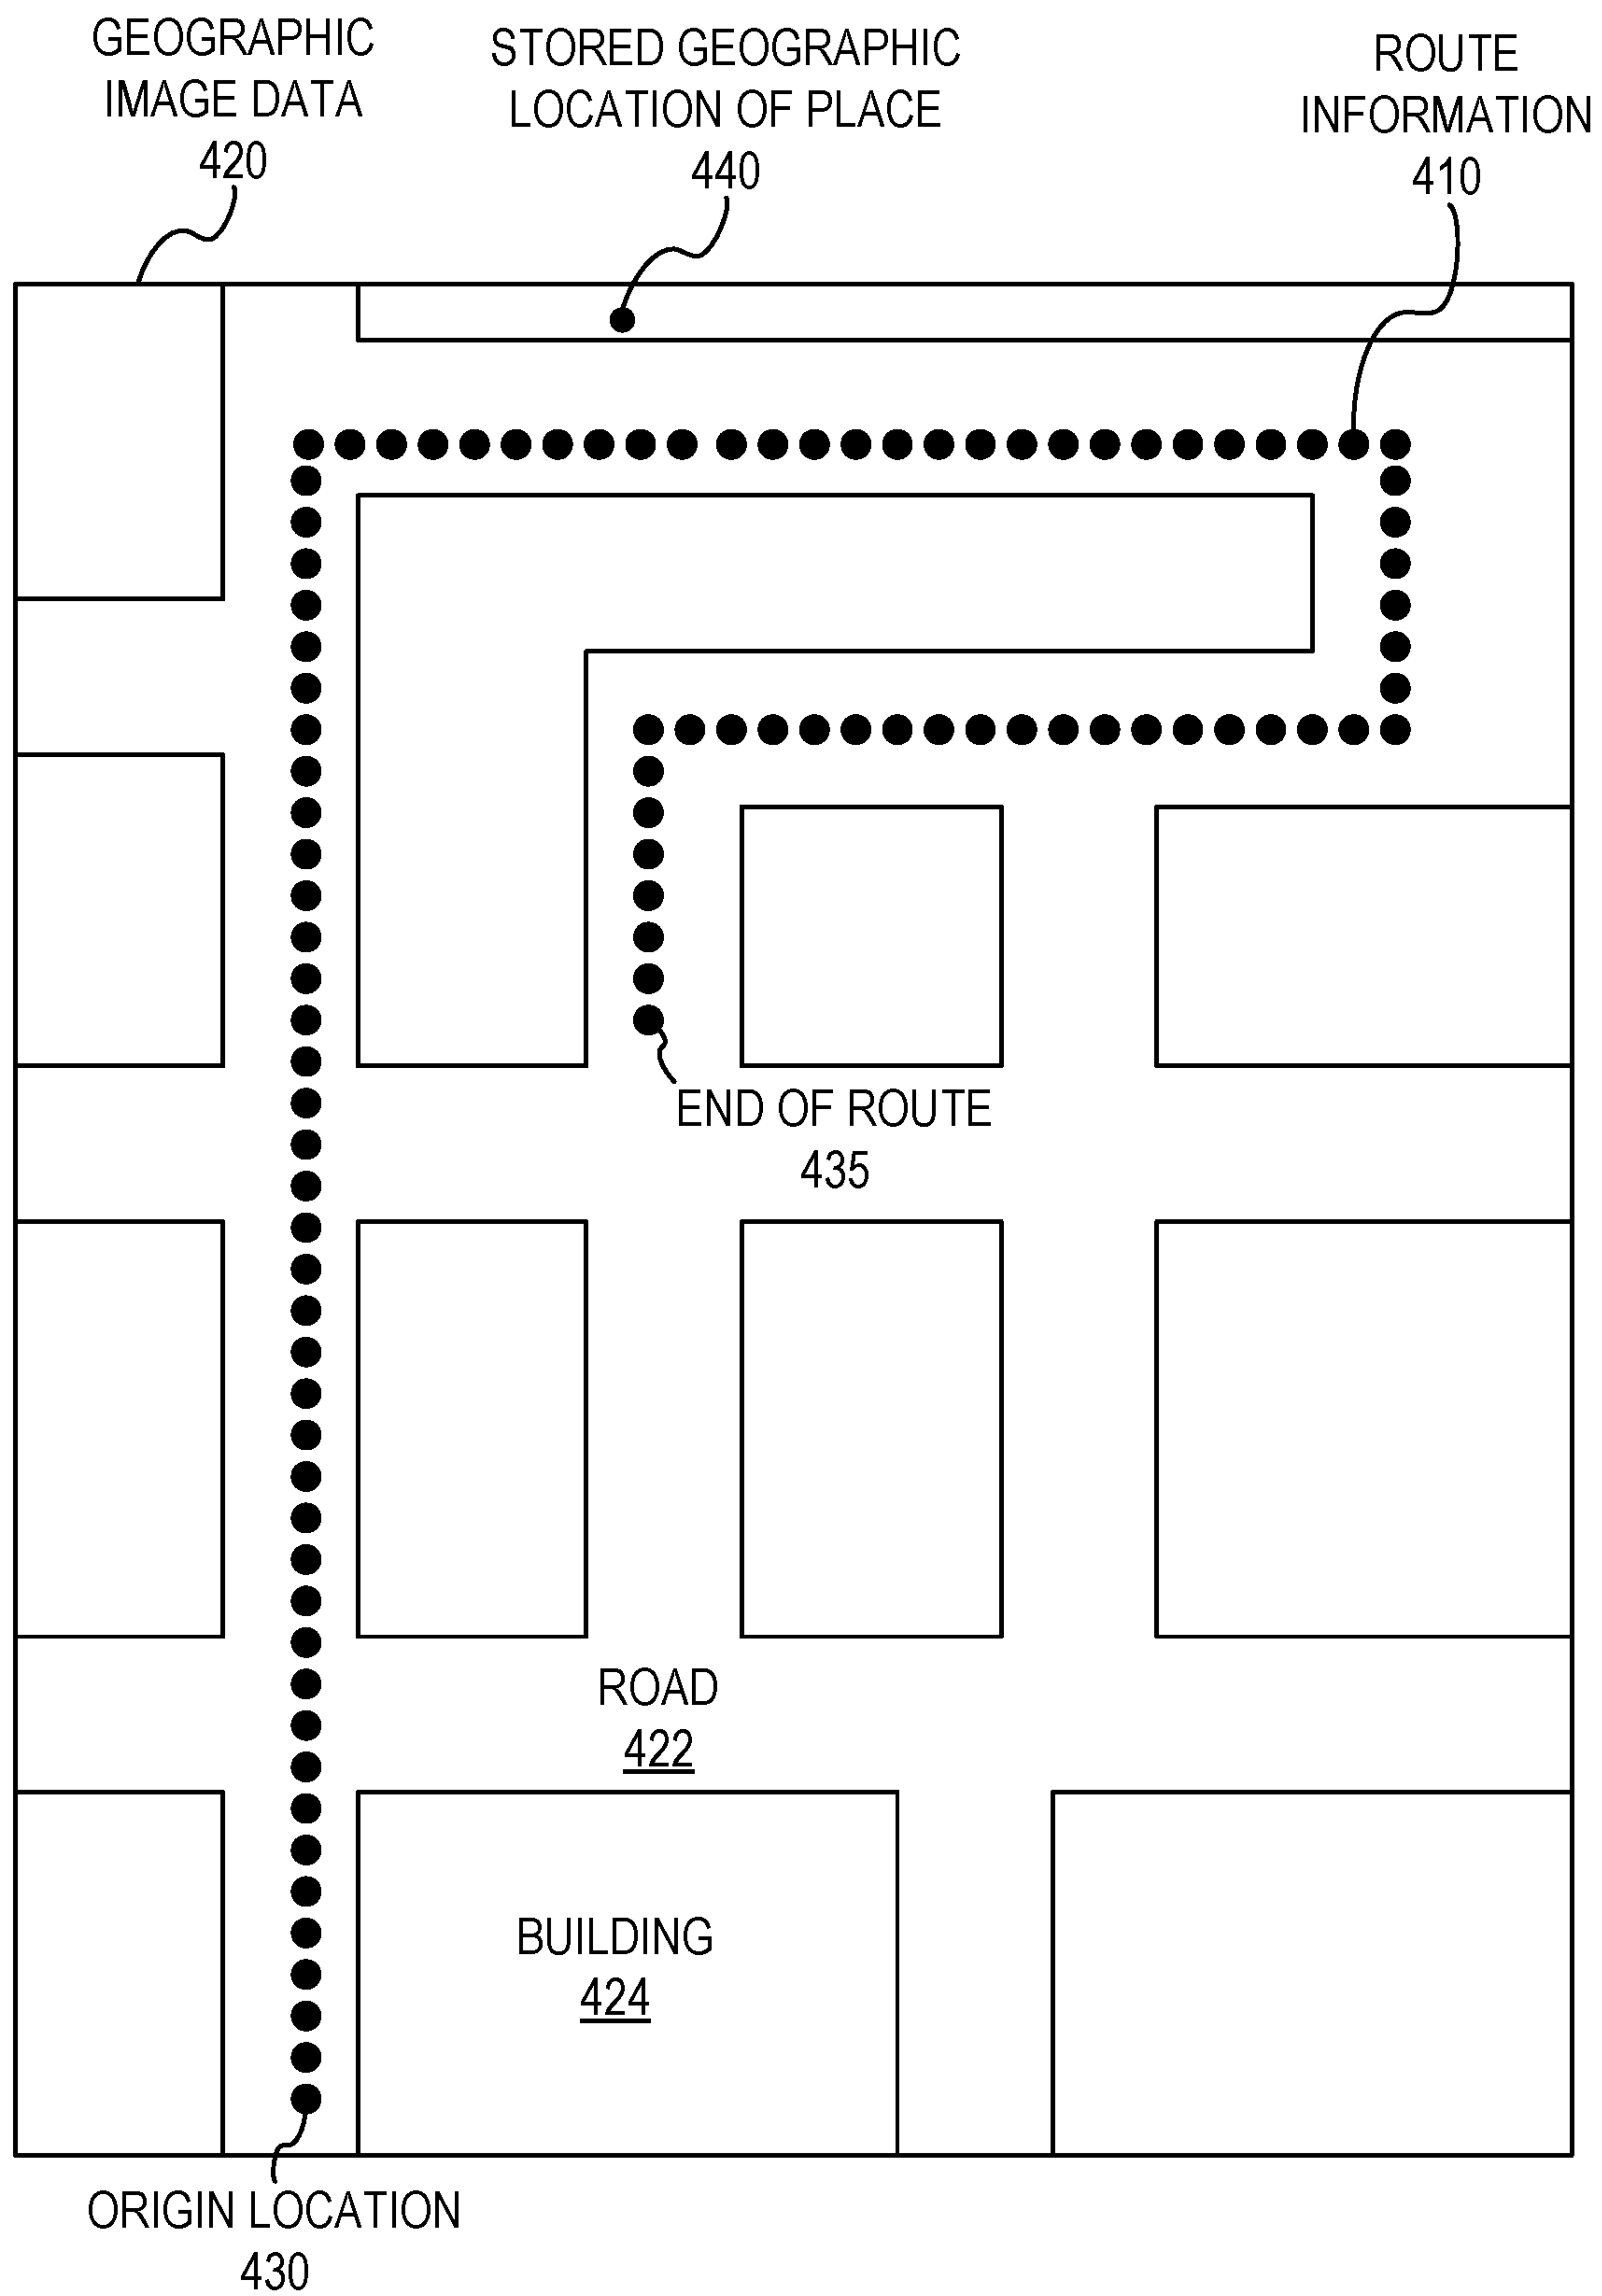 GEOGRAPHIC
IMAGE DATA
420
STORED GEOGRAPHIC
LOCATION OF PLACE
440
ROUTE
INFORMATION
410
END OF ROUTE
435
ROAD
422
BUILDING
424
ORIGIN LOCATION
430